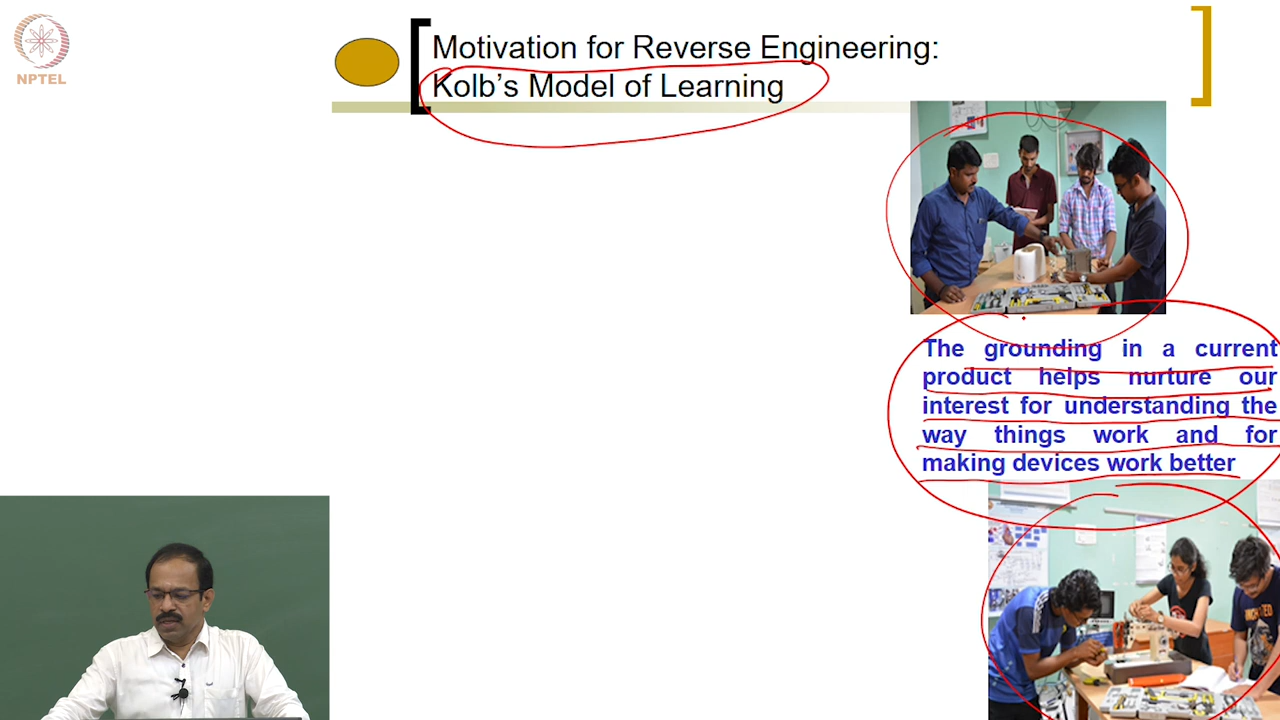 NPTEL
Motivation for Reverse Engineering:
Kolb's Model of Learning
The grounding in a current
product helps nurture our
interest for understanding the
way things work and for
making devices work better